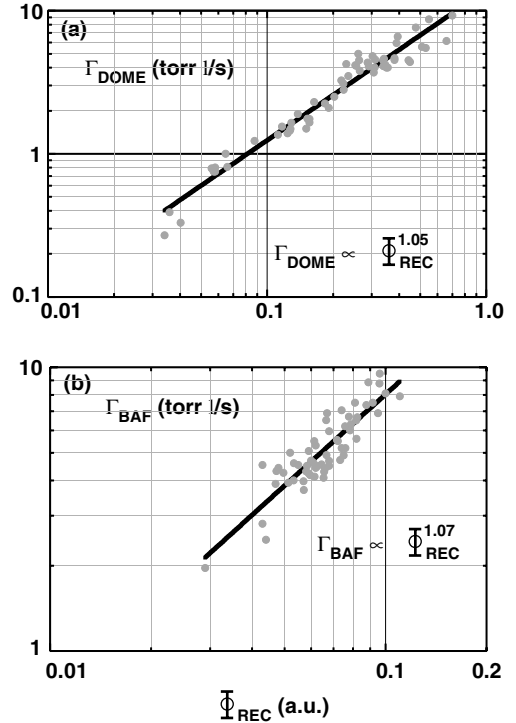 10
(a)
Γ_DOME (torr l/s)
1
Γ_DOME ∝ Φ_REC^1.05
0.1
0.01 0.1 1.0
10
(b)
Γ_BAF (torr l/s)
Γ_BAF ∝ Φ_REC^1.07
1
0.01 0.1 0.2
Φ_REC (a.u.)